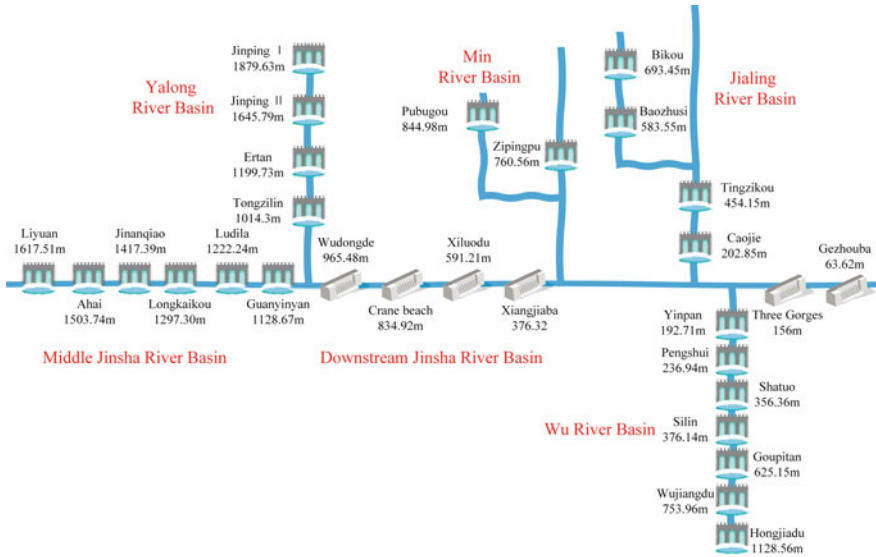 Jinping Ⅰ
1879.63m
Yalong
River Basin
Jinping Ⅱ
1645.79m
Ertan
1199.73m
Tongzilin
1014.3m
Min
River Basin
Pubugou
844.98m
Zipingpu
760.56m
Bikou
693.45m
Baozhusi
583.55m
Jialing
River Basin
Tingzikou
454.15m
Caojie
202.85m
Liyuan
1617.51m
Jinanqiao
1417.39m
Ludila
1222.24m
Ahai
1503.74m
Longkaikou
1297.30m
Guanyinyan
1128.67m
Middle Jinsha River Basin
Wudongde
965.48m
Xiluodu
591.21m
Crane beach
834.92m
Xiangjiaba
376.32
Downstream Jinsha River Basin
Gezhouba
63.62m
Three Gorges
156m
Yinpan
192.71m
Pengshui
236.94m
Shatuo
356.36m
Wu River Basin
Silin
376.14m
Goupitan
625.15m
Wujiangdu
753.96m
Hongjiadu
1128.56m